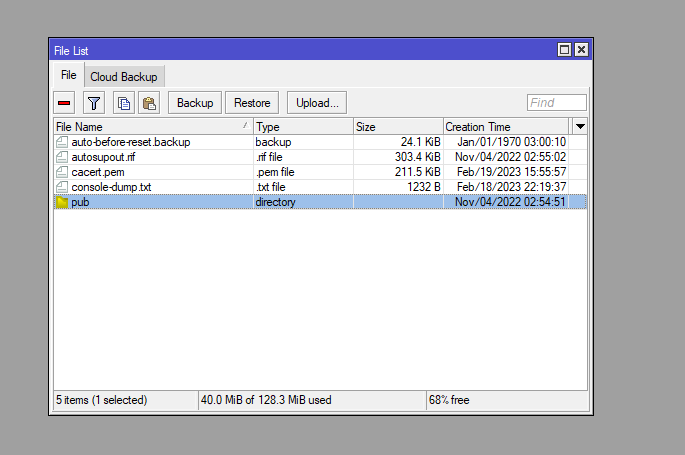 File List
File Cloud Backup
Backup Restore Upload... Find
File Name Type Size Creation Time
auto-before-reset.backup backup 24.1 KiB Jan/01/1970 03:00:10
autosupout.rif .rif file 303.4 KiB Nov/04/2022 02:55:02
cacert.pem .pem file 211.5 KiB Feb/19/2023 15:55:57
console-dump.txt .txt file 1232 B Feb/18/2023 22:19:37
pub directory Nov/04/2022 02:54:51
5 items (1 selected) 40.0 MiB of 128.3 MiB used 68% free